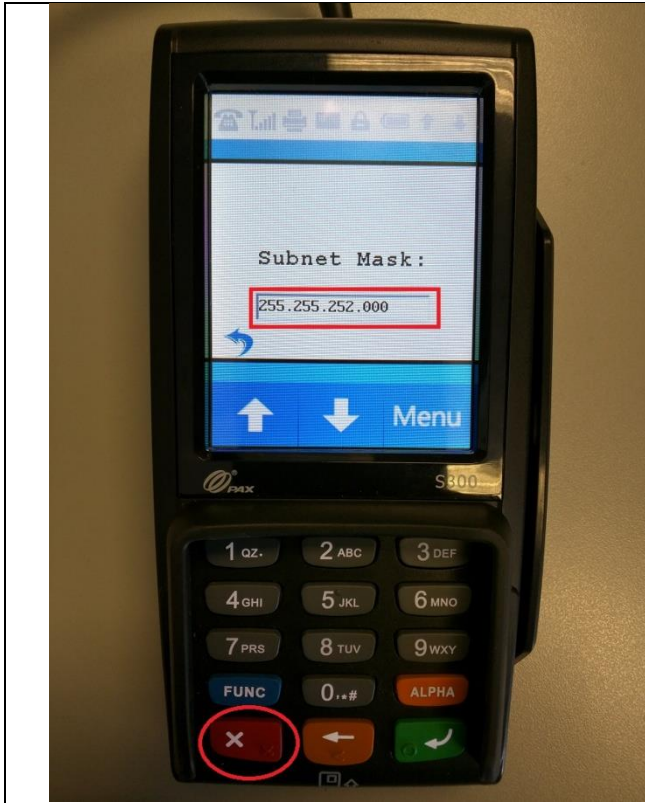 Subnet Mask:
255.255.252.000
Menu
PAX S300
1 QZ. 2 ABC 3 DEF
4 GHI 5 JKL 6 MNO
7 PRS 8 TUV 9 WXY
FUNC 0,*# ALPHA